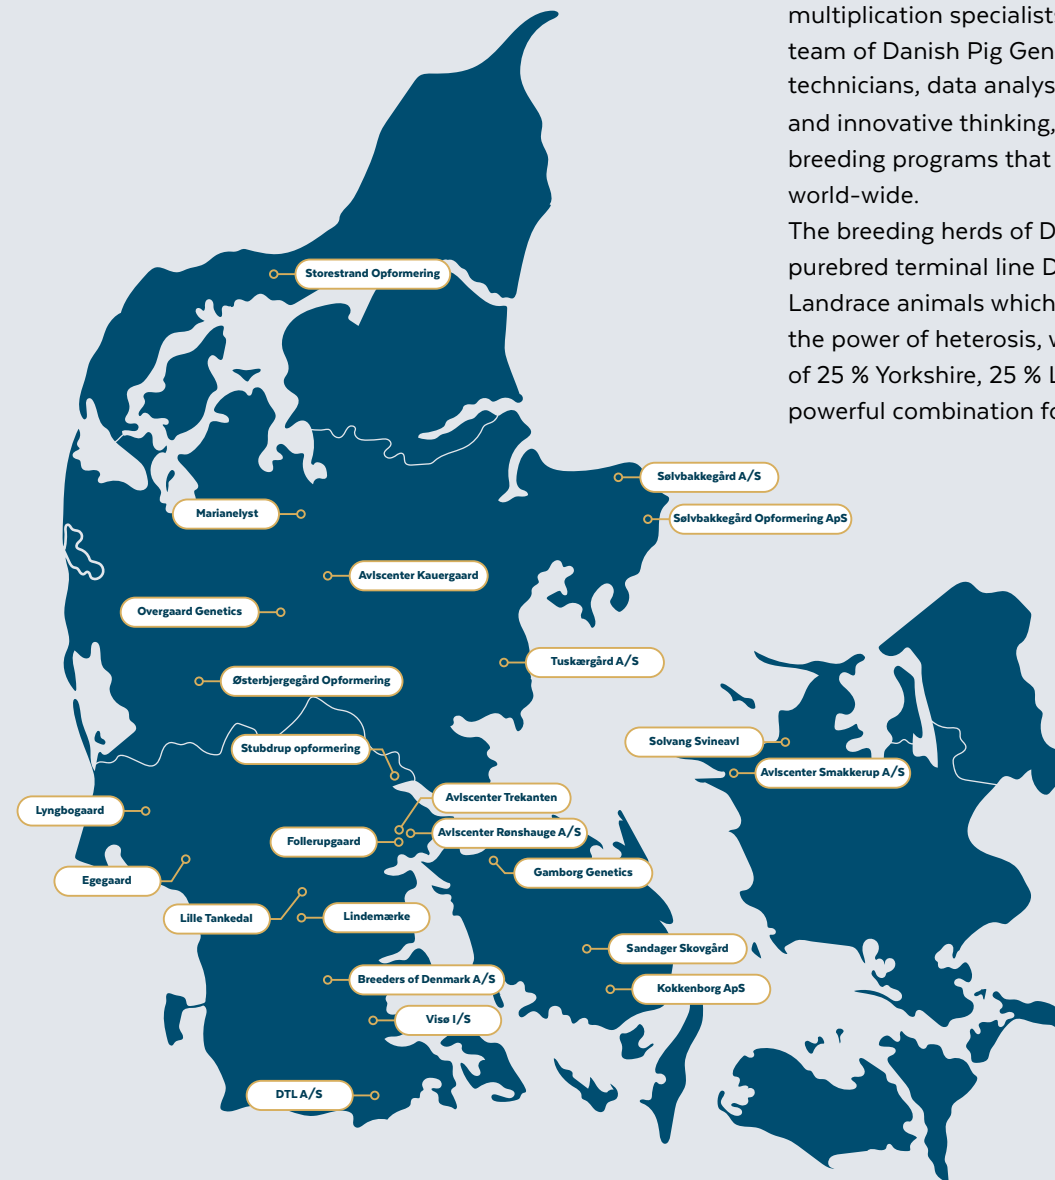 multiplication specialists
team of Danish Pig Gen
technicians, data analys
and innovative thinking,
breeding programs that
world-wide.
The breeding herds of D
purebred terminal line D
Landrace animals which
the power of heterosis, w
of 25 % Yorkshire, 25 % L
powerful combination fo
Storestrand Opformering
Sølvbakkegård A/S
Marianelyst
Sølvbakkegård Opformering ApS
Avlscenter Kauergaard
Overgaard Genetics
Tuskærgård A/S
Østerbjergegård Opformering
Solvang Svineavl
Stubdrup opformering
Avlscenter Smakkerup A/S
Avlscenter Trekanten
Lyngbogaard
Avlscenter Rønshauge A/S
Follerupgaard
Gamborg Genetics
Egegaard
Lille Tankedal
Lindemærke
Sandager Skovgård
Breeders of Denmark A/S
Kokkenborg ApS
Visø I/S
DTL A/S